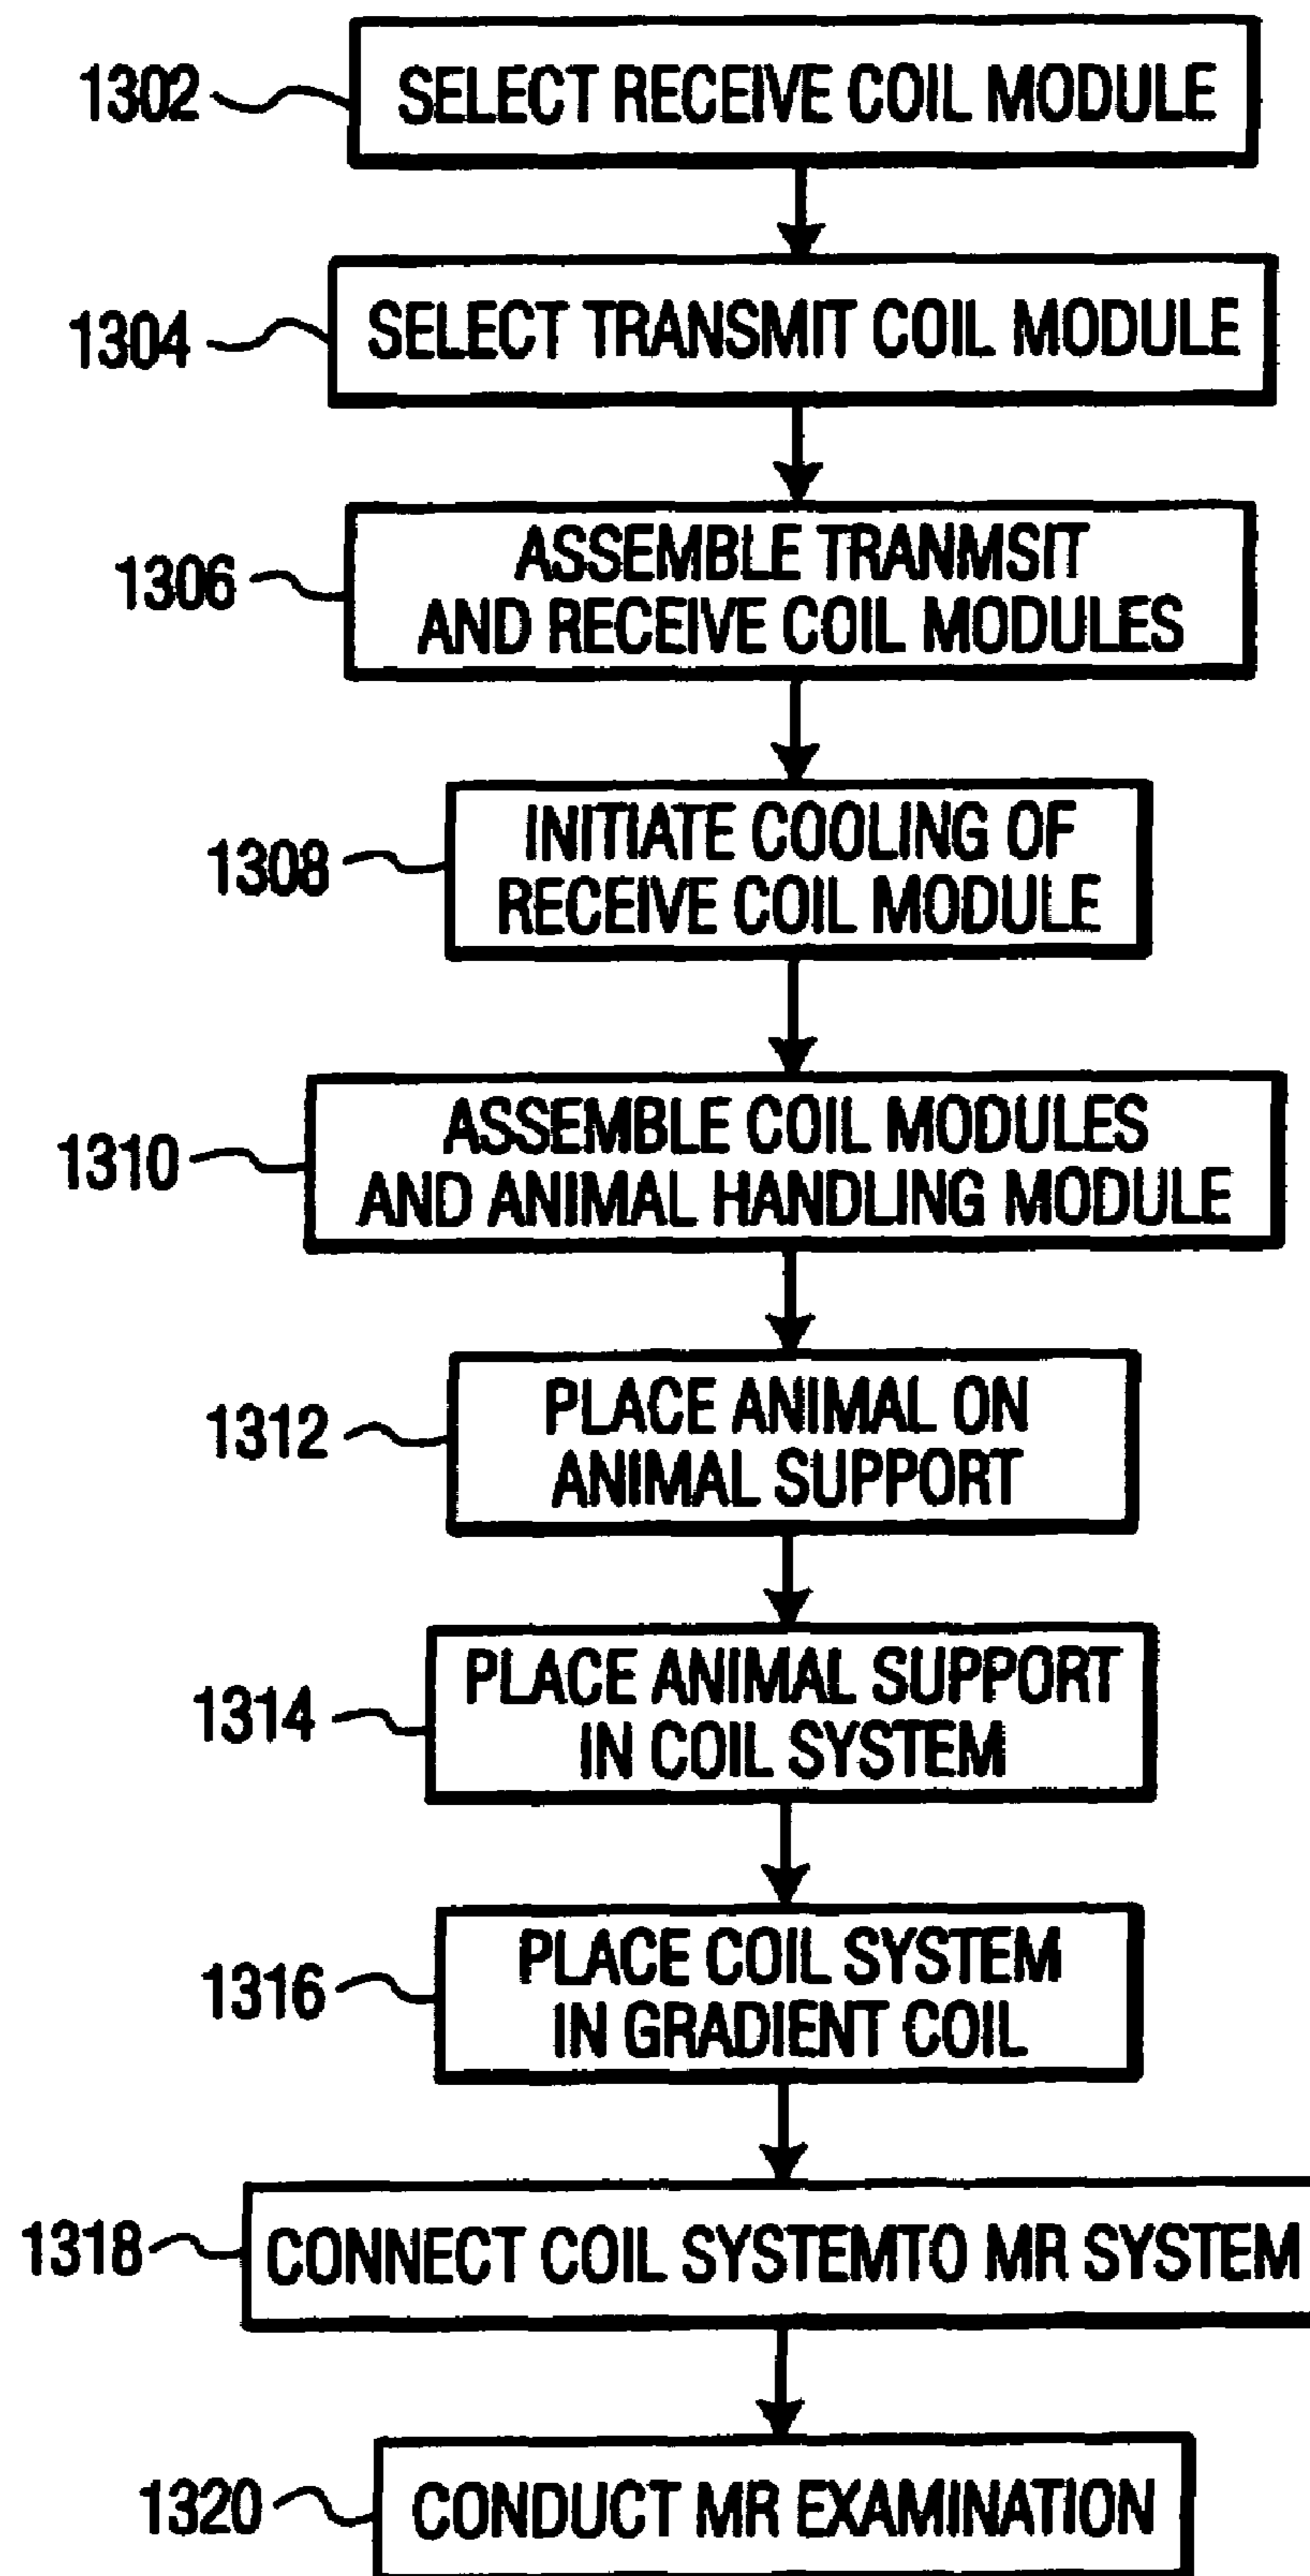 1302
SELECT RECEIVE COIL MODULE
1304
SELECT TRANSMIT COIL MODULE
1306
ASSEMBLE TRANMSIT
AND RECEIVE COIL MODULES
1308
INITIATE COOLING OF
RECEIVE COIL MODULE
1310
ASSEMBLE COIL MODULES
AND ANIMAL HANDLING MODULE
1312
PLACE ANIMAL ON
ANIMAL SUPPORT
1314
PLACE ANIMAL SUPPORT
IN COIL SYSTEM
1316
PLACE COIL SYSTEM
IN GRADIENT COIL
1318
CONNECT COIL SYSTEMTO MR SYSTEM
1320
CONDUCT MR EXAMINATION